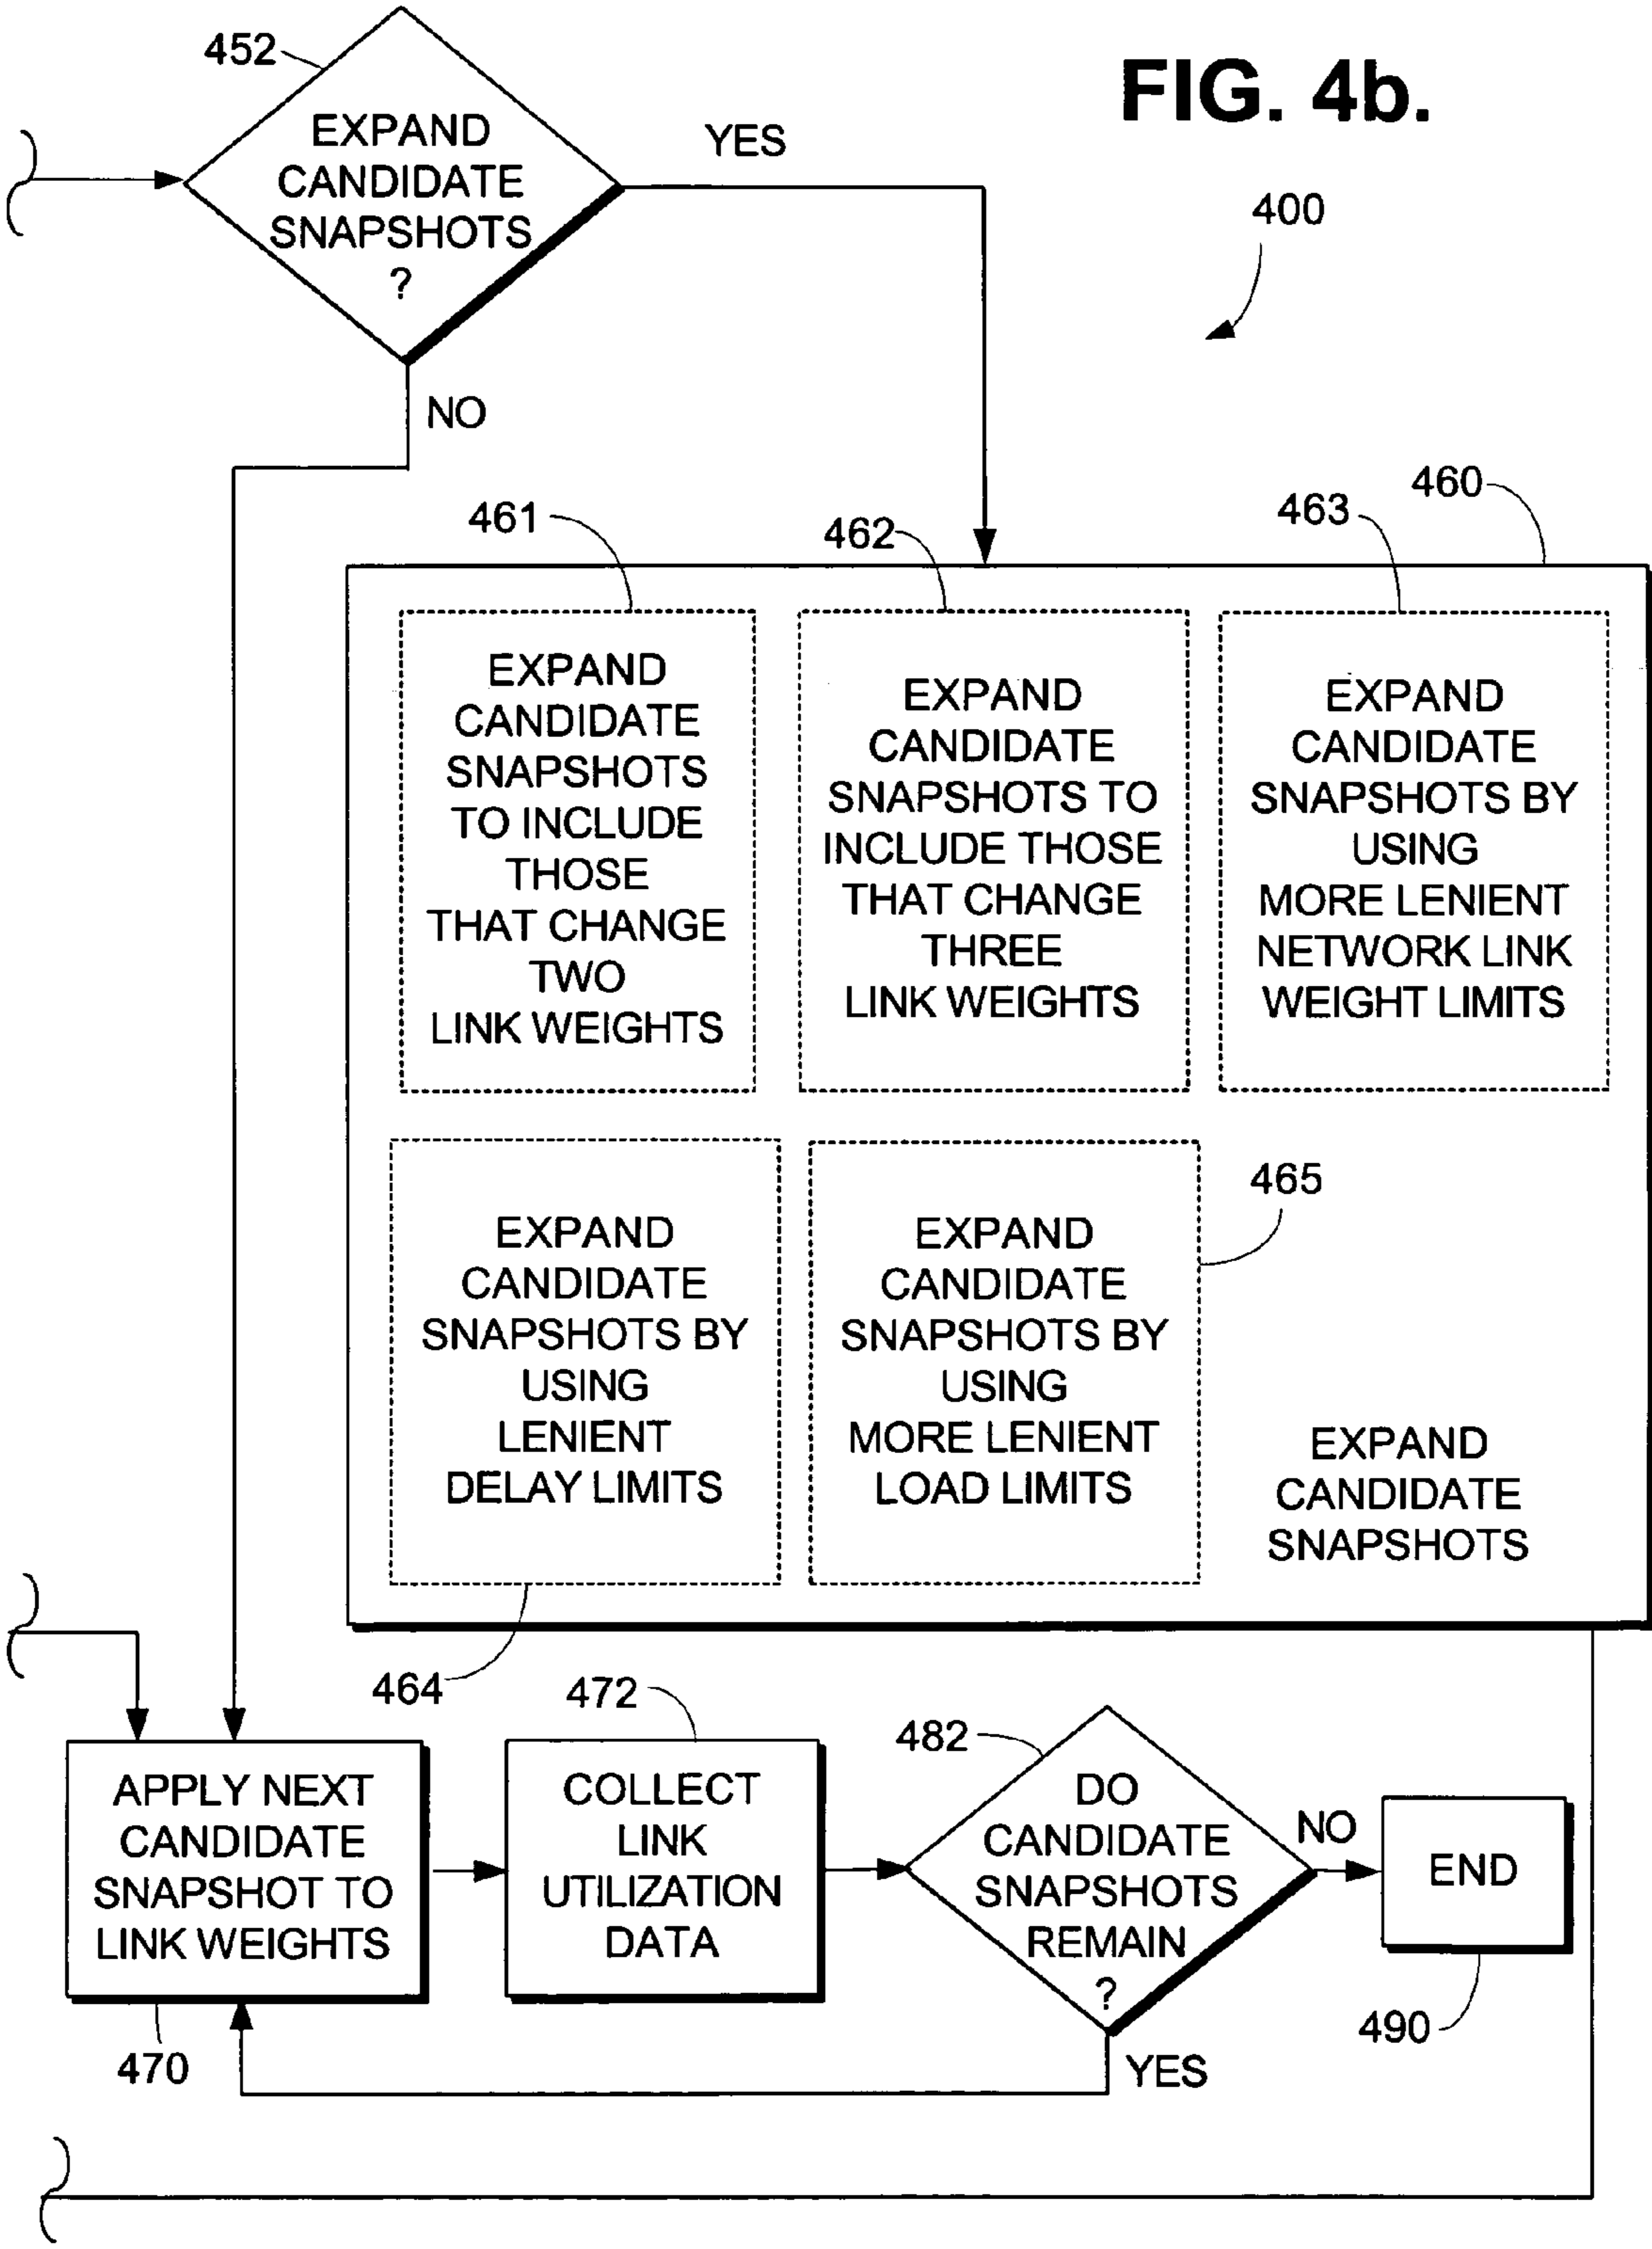 FIG. 4b.
452
EXPAND
CANDIDATE
SNAPSHOTS
?
YES
400
NO
460
461
462
463
EXPAND
CANDIDATE
SNAPSHOTS
TO INCLUDE
THOSE
THAT CHANGE
TWO
LINK WEIGHTS
EXPAND
CANDIDATE
SNAPSHOTS TO
INCLUDE THOSE
THAT CHANGE
THREE
LINK WEIGHTS
EXPAND
CANDIDATE
SNAPSHOTS BY
USING
MORE LENIENT
NETWORK LINK
WEIGHT LIMITS
EXPAND
CANDIDATE
SNAPSHOTS BY
USING
LENIENT
DELAY LIMITS
EXPAND
CANDIDATE
SNAPSHOTS BY
USING
MORE LENIENT
LOAD LIMITS
465
EXPAND
CANDIDATE
SNAPSHOTS
464
472
482
APPLY NEXT
CANDIDATE
SNAPSHOT TO
LINK WEIGHTS
COLLECT
LINK
UTILIZATION
DATA
DO
CANDIDATE
SNAPSHOTS
REMAIN
?
NO
END
470
YES
490